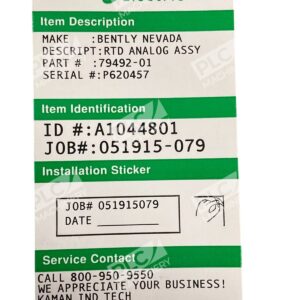 Item Description
MAKE :BENTLY NEVADA
DESCRIPT:RTD ANALOG ASSY
PART # :79492-01
SERIAL #:P620457
Item Identification
ID #:A1044801
JOB#:051915-079
Installation Sticker
JOB# 051915079
DATE
Service Contact
CALL 800-950-9550
WE APPRECIATE YOUR BUSINESS!
KAMAN IND TECH